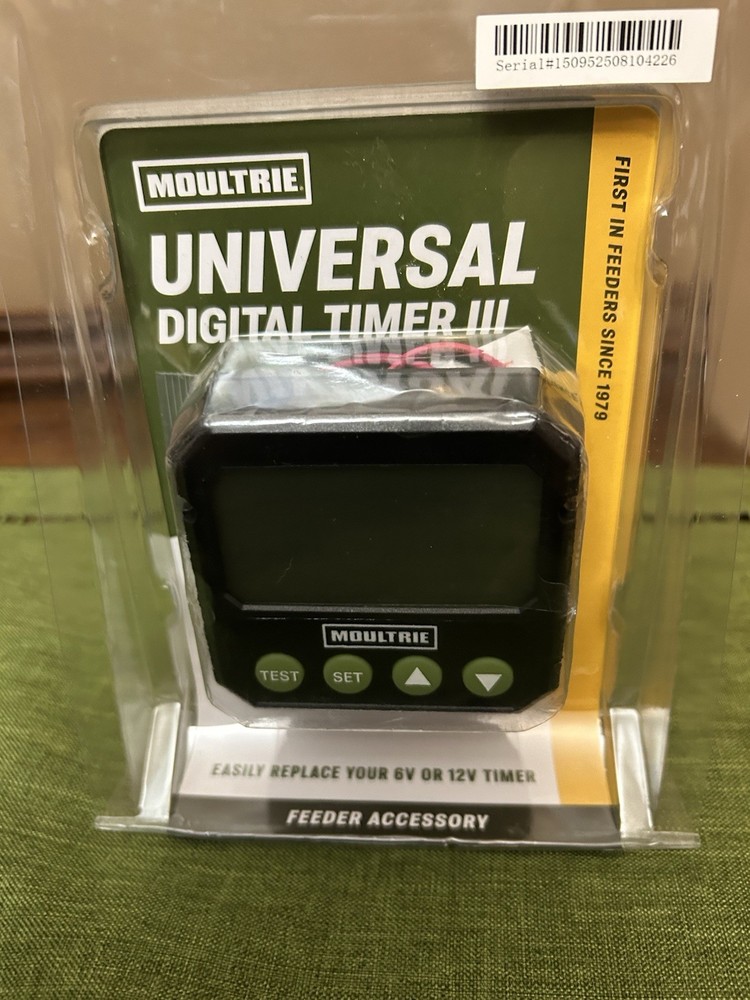 Serial#150952508104226
MOULTRIE
UNIVERSAL
DIGITAL TIMER III
FIRST IN FEEDERS SINCE 1979
MOULTRIE
TEST SET
EASILY REPLACE YOUR 6V OR 12V TIMER
FEEDER ACCESSORY